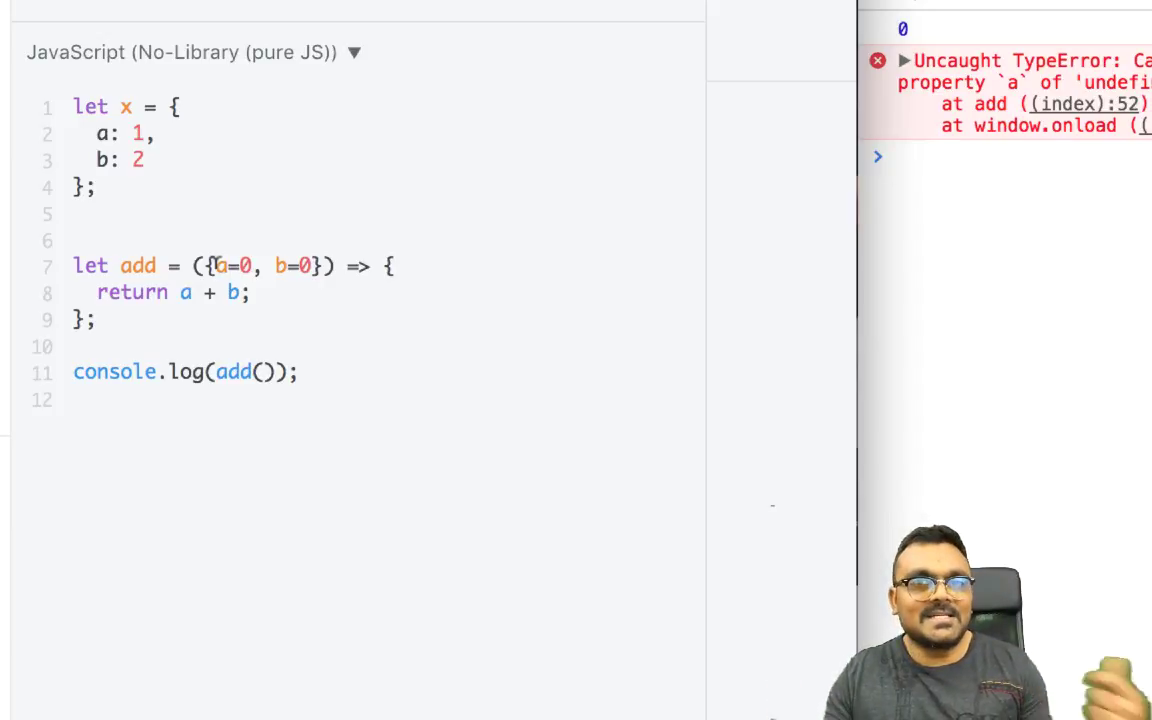 JavaScript (No-Library (pure JS)) ▼
1 let x = {
2 a: 1,
3 b: 2
4 };
5
6
7 let add = ({a=0, b=0}) => {
8 return a + b;
9 };
10
11 console.log(add());
12
0
Uncaught TypeError: Ca
property `a` of 'undefi
at add ((index):52)
at window.onload ((
>